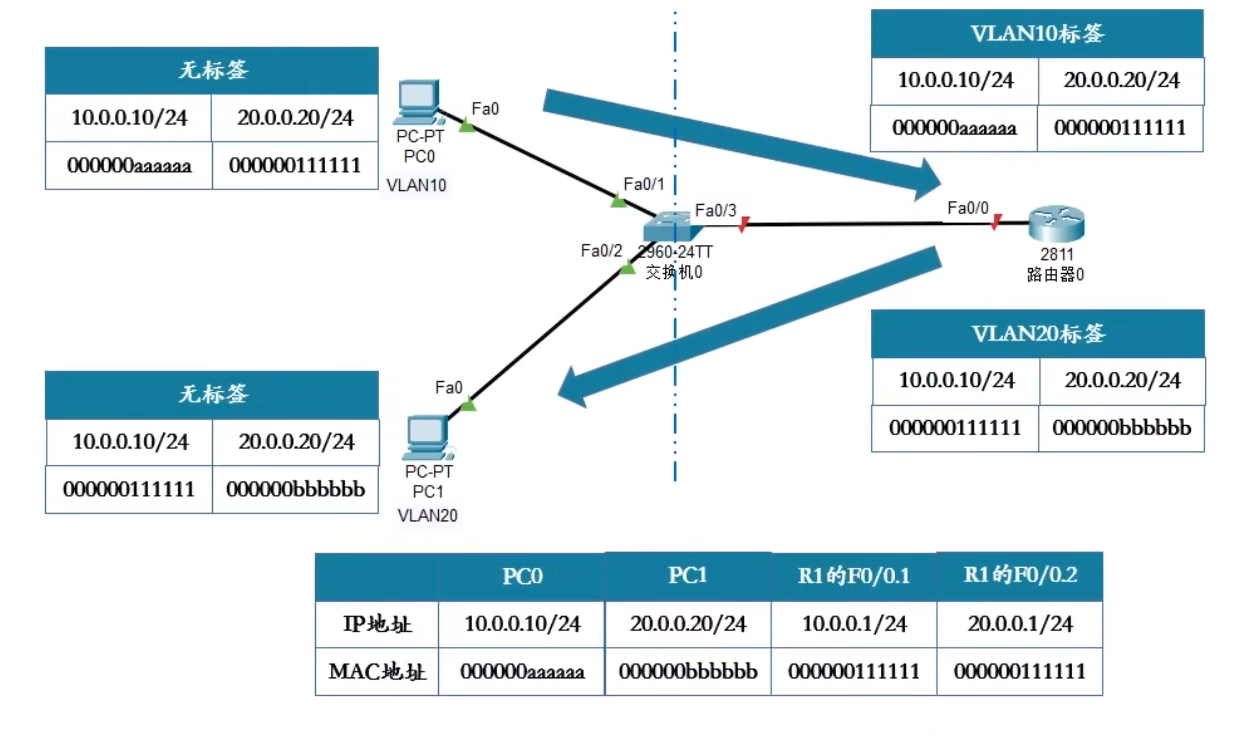 无标签
10.0.0.10/24 20.0.0.20/24
000000aaaaaa 000000111111
PC-PT
PC0
VLAN10
Fa0
Fa0/1
VLAN10标签
10.0.0.10/24 20.0.0.20/24
000000aaaaaa 000000111111
Fa0/3
Fa0/0
Fa0/2
2960-24TT
交换机0
2811
路由器0
VLAN20标签
10.0.0.10/24 20.0.0.20/24
000000111111 000000bbbbbb
无标签
10.0.0.10/24 20.0.0.20/24
000000111111 000000bbbbbb
Fa0
PC-PT
PC1
VLAN20
PC0 PC1 R1的F0/0.1 R1的F0/0.2
IP地址 10.0.0.10/24 20.0.0.20/24 10.0.0.1/24 20.0.0.1/24
MAC地址 000000aaaaaa 000000bbbbbb 000000111111 000000111111